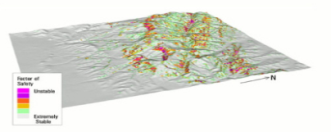 Factor of
Safety
Unstable
Extremely
Stable
N